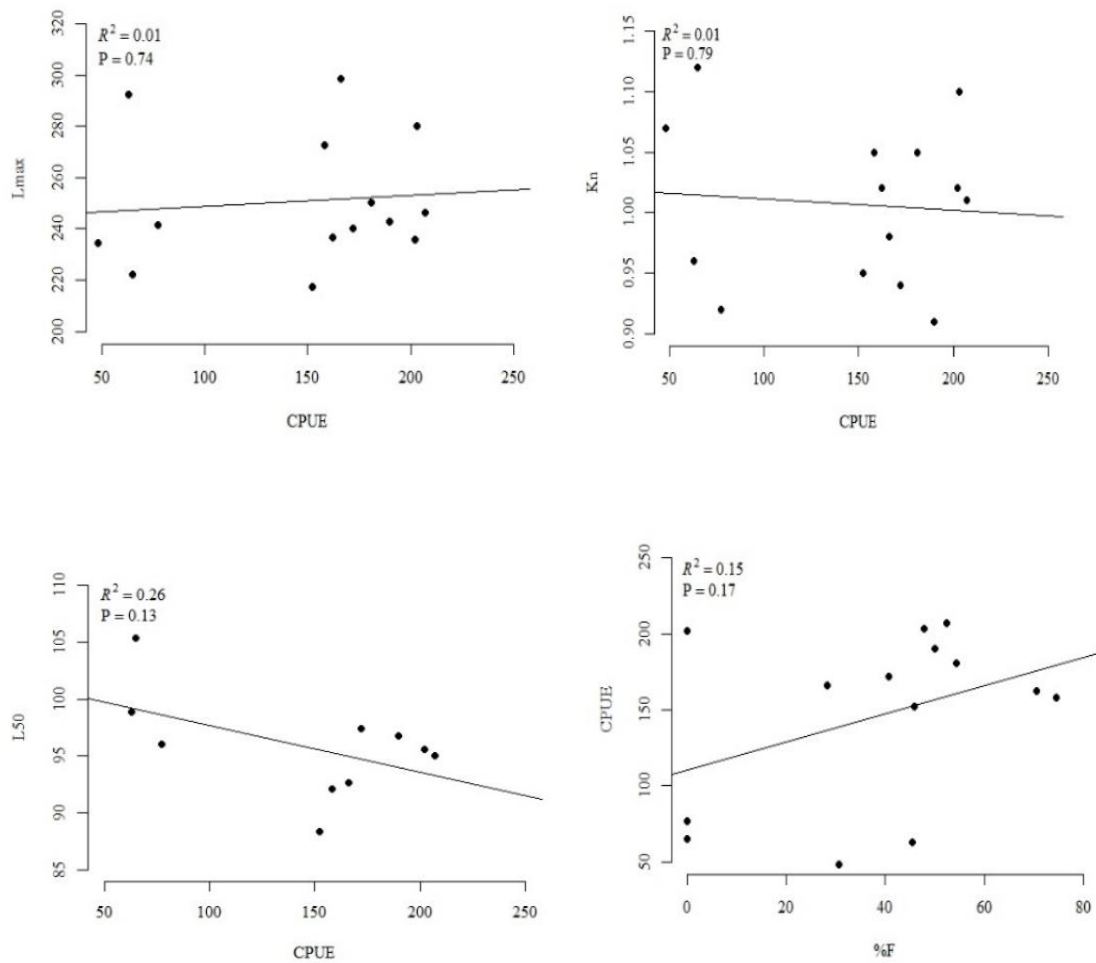 R² = 0.01
P = 0.74
320
300
280
260
240
220
200
Lmax
50 100 150 200 250
CPUE
R² = 0.01
P = 0.79
1.15
1.10
1.05
1.00
0.95
0.90
Kn
50 100 150 200 250
CPUE
R² = 0.26
P = 0.13
110
105
100
95
90
85
L50
50 100 150 200 250
CPUE
R² = 0.15
P = 0.17
250
200
150
100
50
CPUE
0 20 40 60 80
%F